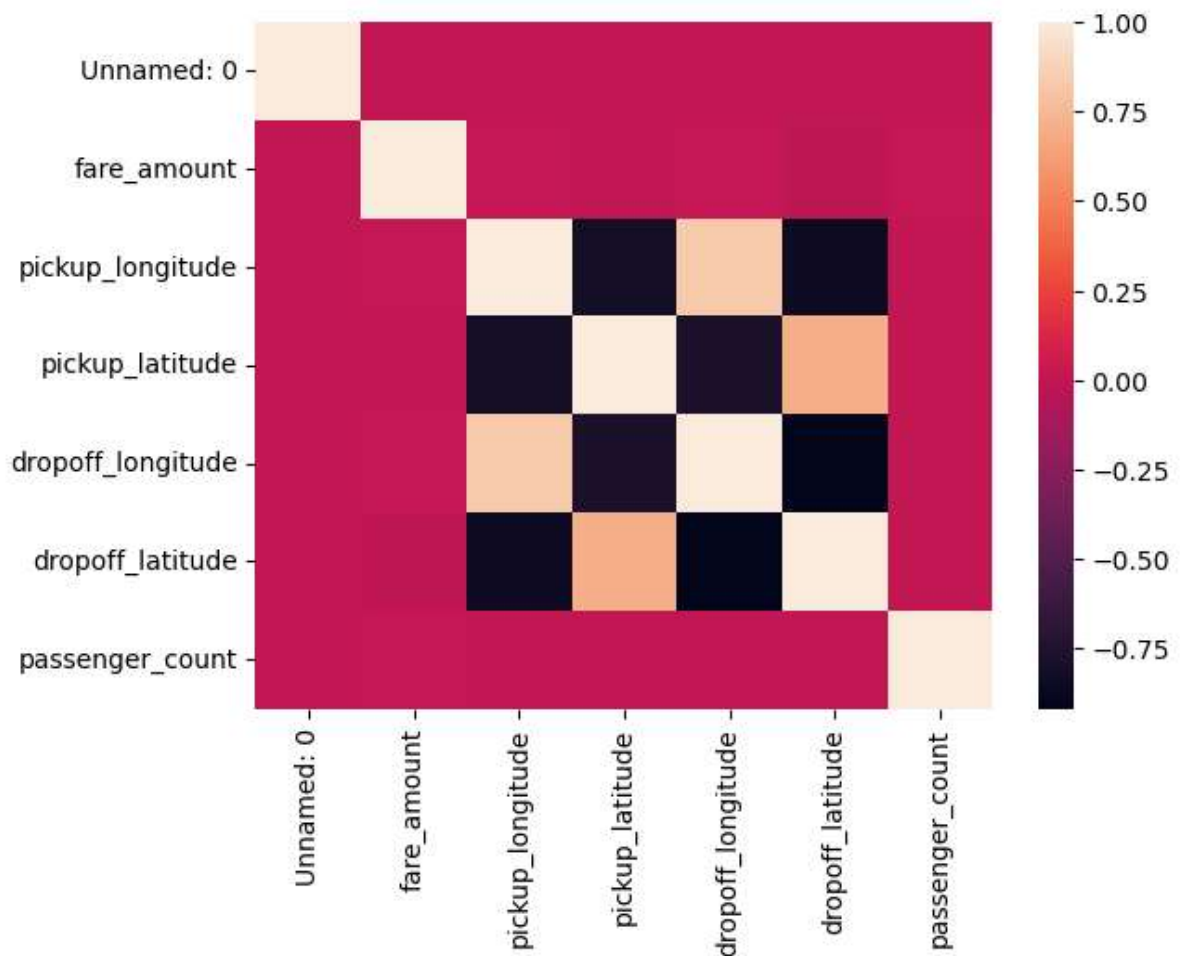 Unnamed: 0
fare_amount
pickup_longitude
pickup_latitude
dropoff_longitude
dropoff_latitude
passenger_count
Unnamed: 0
fare_amount
pickup_longitude
pickup_latitude
dropoff_longitude
dropoff_latitude
passenger_count
1.00
0.75
0.50
0.25
0.00
−0.25
−0.50
−0.75